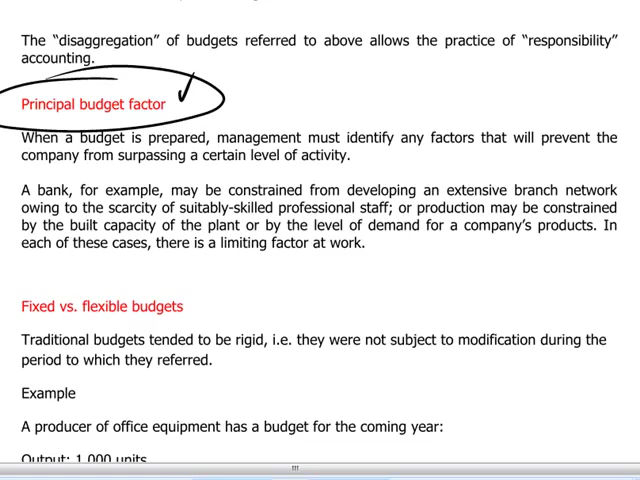 The “disaggregation” of budgets referred to above allows the practice of “responsibility”
accounting.
Principal budget factor
When a budget is prepared, management must identify any factors that will prevent the
company from surpassing a certain level of activity.
A bank, for example, may be constrained from developing an extensive branch network
owing to the scarcity of suitably-skilled professional staff; or production may be constrained
by the built capacity of the plant or by the level of demand for a company’s products. In
each of these cases, there is a limiting factor at work.
Fixed vs. flexible budgets
Traditional budgets tended to be rigid, i.e. they were not subject to modification during the
period to which they referred.
Example
A producer of office equipment has a budget for the coming year:
Output: 1,000 units